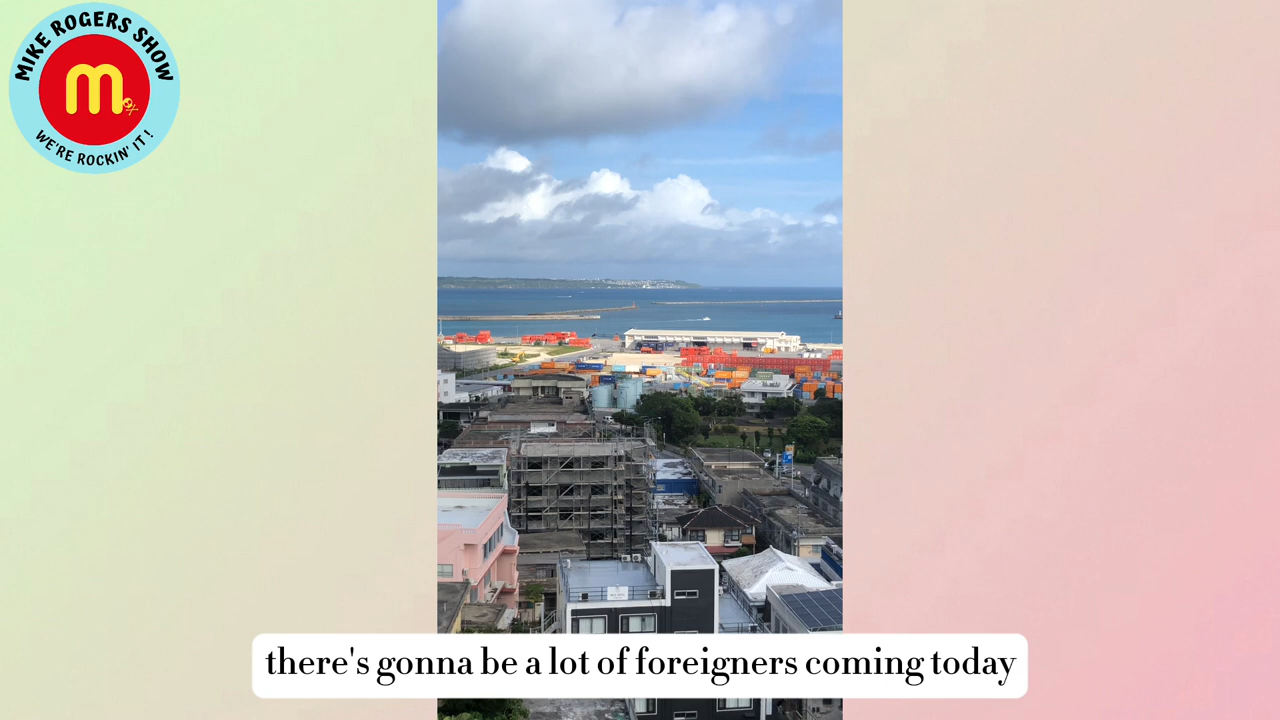 MIKE ROGERS SHOW
m
WE'RE ROCKIN' IT !
there's gonna be a lot of foreigners coming today